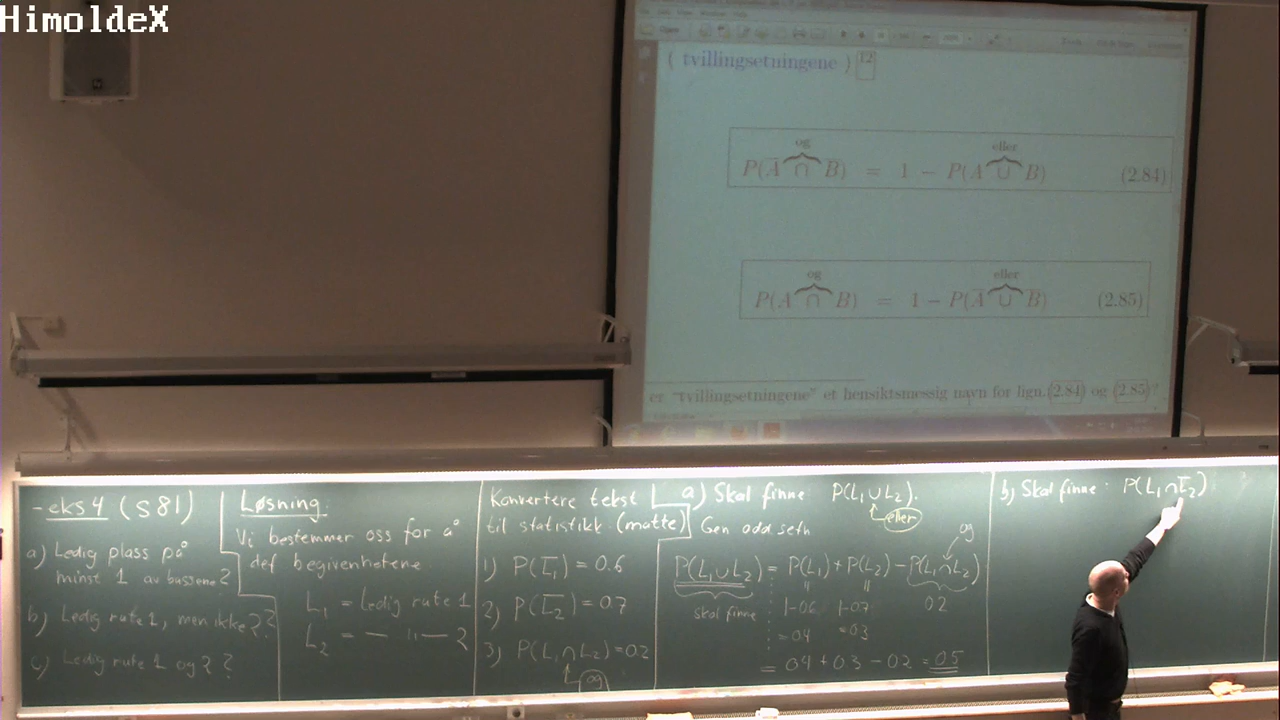 HimoldeX
( tvillingsetningene ) 12
og
eller
P(A̅ ∩ B̅) = 1 − P(A ∪ B) (2.84)
og
eller
P(A ∩ B) = 1 − P(A̅ ∪ B̅) (2.85)
er "tvillingsetningene" et hensiktsmessig navn for lign.(2.84) og (2.85)?
- eks 4 (s 81)
a) Ledig plass på
minst 1 av bussene?
b) Ledig rute 1, men ikke 2?
c) Ledig rute 1 og 2?
Løsning
Vi bestemmer oss for å
def begivenhetene
L₁ = Ledig rute 1
L₂ = — 11 — 2
Konvertere tekst
til statistikk (matte)
1) P(L̅₁) = 0.6
2) P(L̅₂) = 0.7
3) P(L₁ ∩ L₂) = 0.2
og
a) Skal finne P(L₁ ∪ L₂).
eller
Gen add setn
og
P(L₁ ∪ L₂) = P(L₁) + P(L₂) − P(L₁ ∩ L₂)
skal finne
1-0.6 1-0.7 0.2
= 0.4 = 0.3
= 0.4 + 0.3 − 0.2 = 0.5
b) Skal finne: P(L₁ ∩ L̅₂)